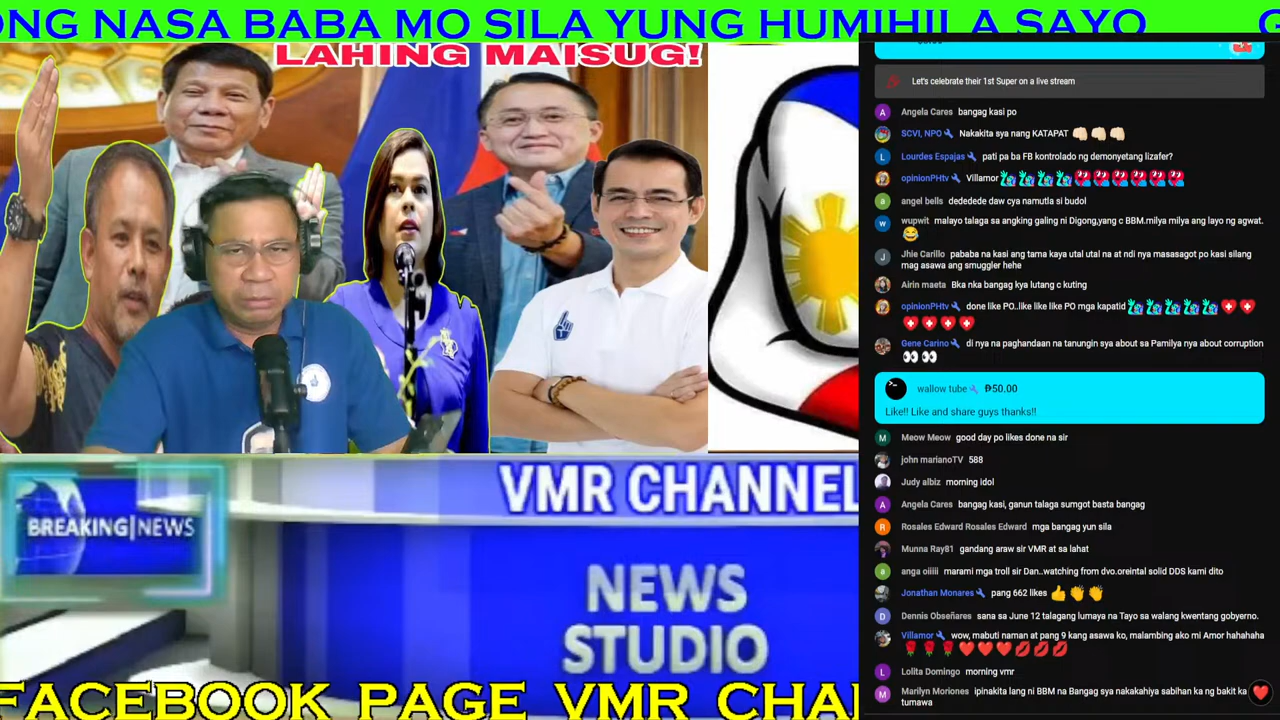 ONG NASA BABA MO SILA YUNG HUMIHILA SAYO
LAHING MAISUG!
VMR CHANNEL
BREAKING|NEWS
NEWS
STUDIO
FACEBOOK PAGE VMR CHA
Let's celebrate their 1st Super on a live stream
A Angela Cares bangag kasi po
SCVI, NPO Nakakita sya nang KATAPAT 👊🏻👊🏻👊🏻
L Lourdes Espajas pati pa ba FB kontrolado ng demonyetang lizafer?
opinionPHtv Villamor
a angel bells dededede daw cya namutla si budol
w wupwit malayo talaga sa angking galing ni Digong,yang c BBM.milya milya ang layo ng agwat.
😂
J Jhie Carillo pababa na kasi ang tama kaya utal utal na at ndi nya masasagot po kasi silang
mag asawa ang smuggler hehe
Airin maeta Bka nka bangag kya lutang c kuting
opinionPHtv done like PO..like like like PO mga kapatid
Gene Carino di nya na paghandaan na tanungin sya about sa Pamilya nya about corruption
👀👀
wallow tube ₱50.00
Like!! Like and share guys thanks!!
M Meow Meow good day po likes done na sir
john marianoTV 588
Judy albiz morning idol
A Angela Cares bangag kasi, ganun talaga sumgot basta bangag
R Rosales Edward Rosales Edward mga bangag yun sila
Munna Ray81 gandang araw sir VMR at sa lahat
a anga oiiiii marami mga troll sir Dan..watching from dvo.oreintal solid DDS kami dito
Jonathan Monares pang 662 likes 👍👏👏
D Dennis Obseñares sana sa June 12 talagang lumaya na Tayo sa walang kwentang gobyerno.
Villamor wow, mabuti naman at pang 9 kang asawa ko, malambing ako mi Amor hahahaha
🌹🌹🌹❤️❤️❤️💋💋💋
L Lolita Domingo morning vmr
M Marilyn Moriones ipinakita lang ni BBM na Bangag sya nakakahiya sabihan ka ng bakit ka
tumawa